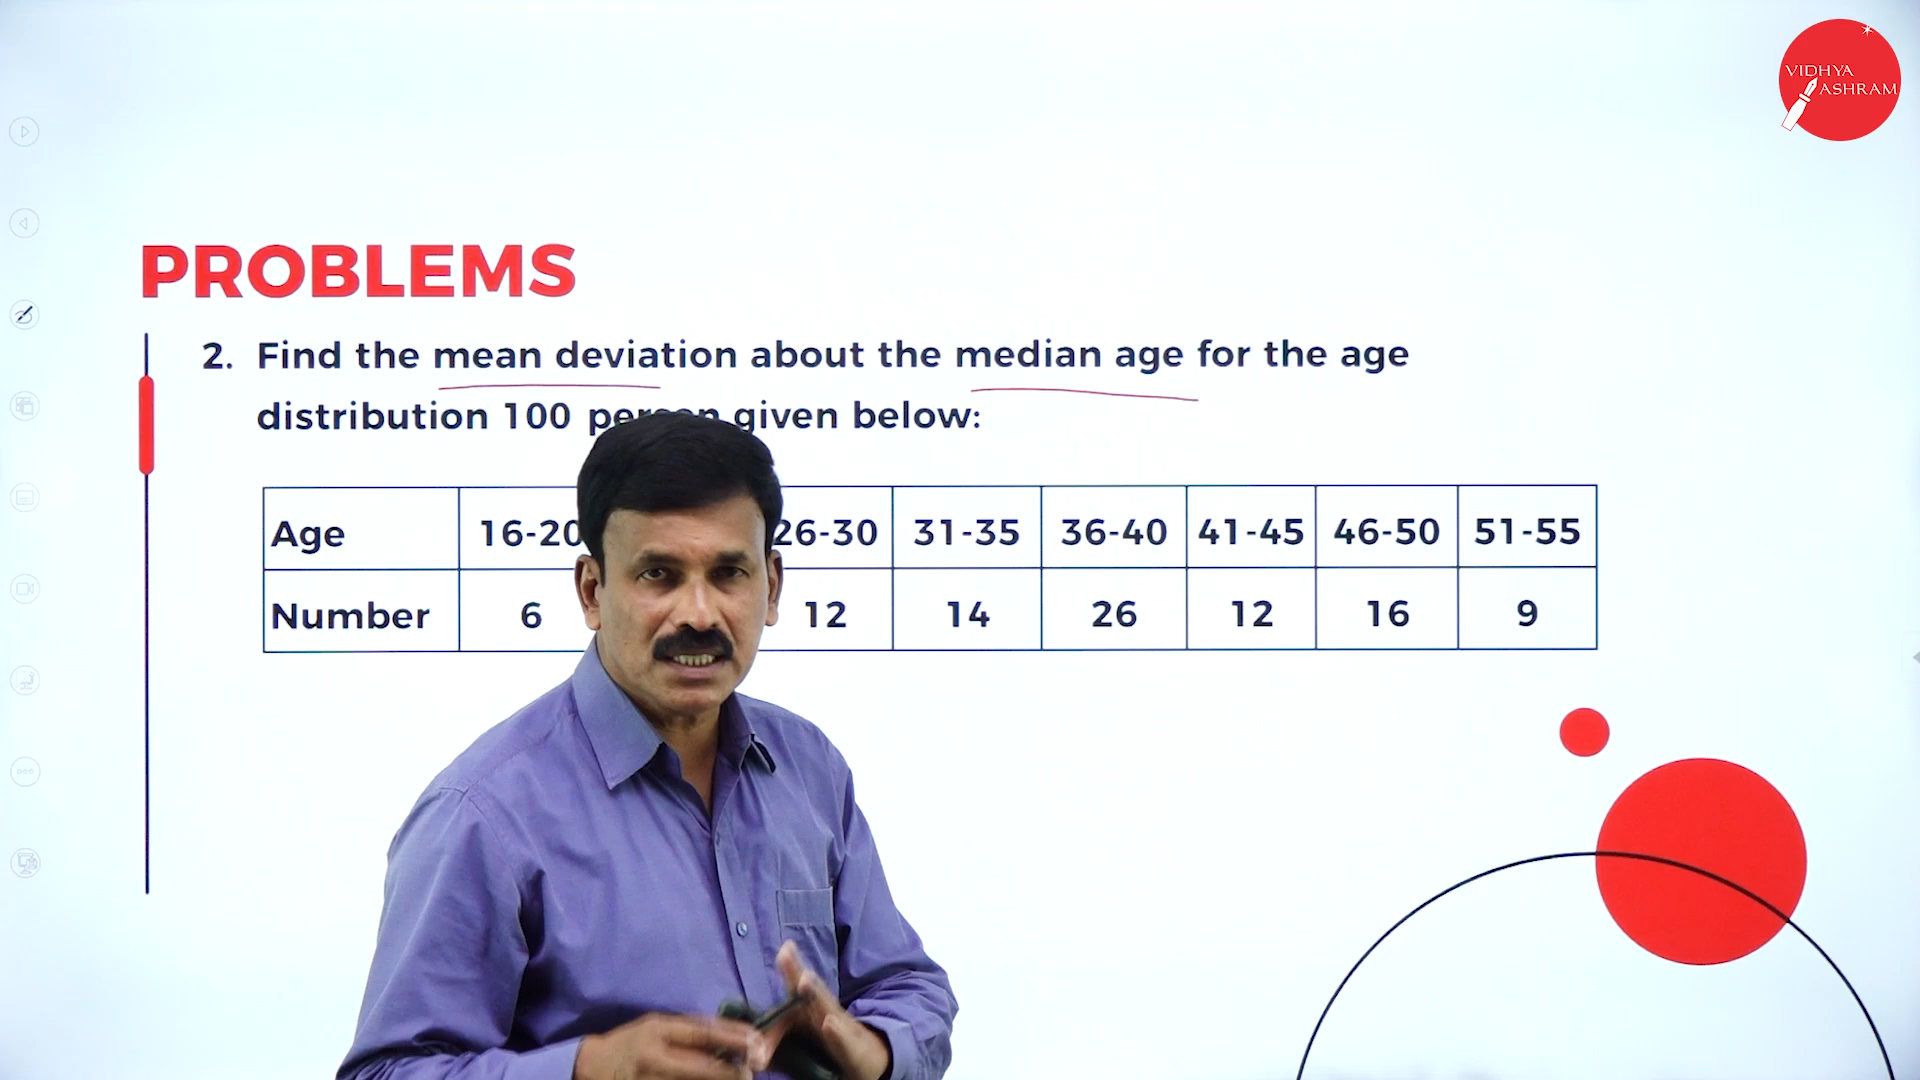 VIDHYA
ASHRAM
PROBLEMS
2. Find the mean deviation about the median age for the age
distribution 100 person given below:
Age 16-20 26-30 31-35 36-40 41-45 46-50 51-55
Number 6 12 14 26 12 16 9